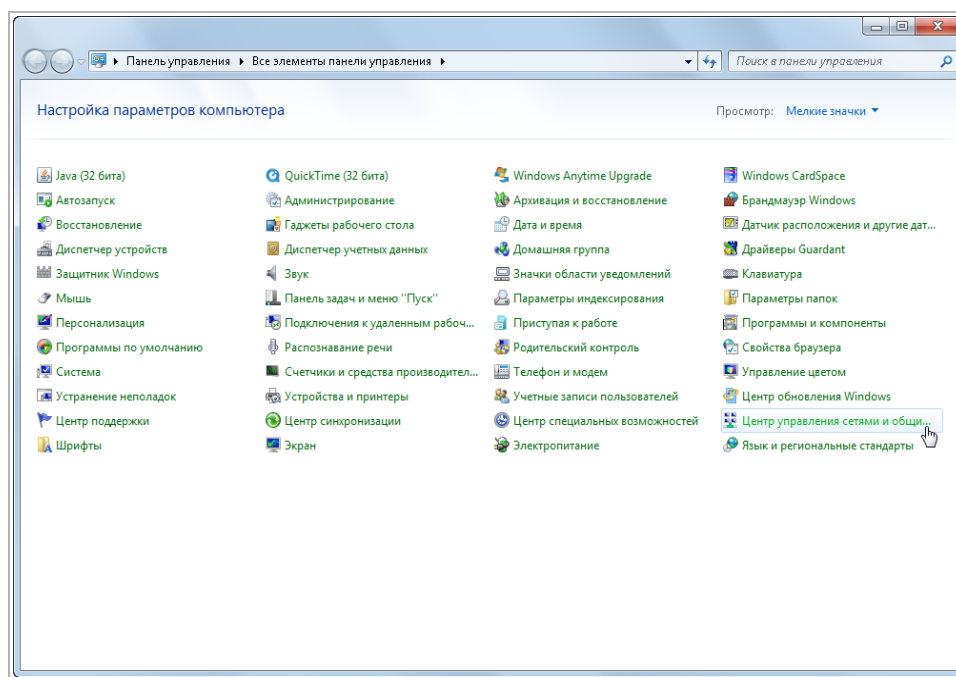 Панель управления ▸ Все элементы панели управления ▸ Поиск в панели управления
Настройка параметров компьютера Просмотр: Мелкие значки
Java (32 бита) QuickTime (32 бита) Windows Anytime Upgrade Windows CardSpace
Автозапуск Администрирование Архивация и восстановление Брандмауэр Windows
Восстановление Гаджеты рабочего стола Дата и время Датчик расположения и другие дат...
Диспетчер устройств Диспетчер учетных данных Домашняя группа Драйверы Guardant
Защитник Windows Звук Значки области уведомлений Клавиатура
Мышь Панель задач и меню "Пуск" Параметры индексирования Параметры папок
Персонализация Подключения к удаленным рабоч... Приступая к работе Программы и компоненты
Программы по умолчанию Распознавание речи Родительский контроль Свойства браузера
Система Счетчики и средства производител... Телефон и модем Управление цветом
Устранение неполадок Устройства и принтеры Учетные записи пользователей Центр обновления Windows
Центр поддержки Центр синхронизации Центр специальных возможностей Центр управления сетями и общи...
Шрифты Экран Электропитание Язык и региональные стандарты